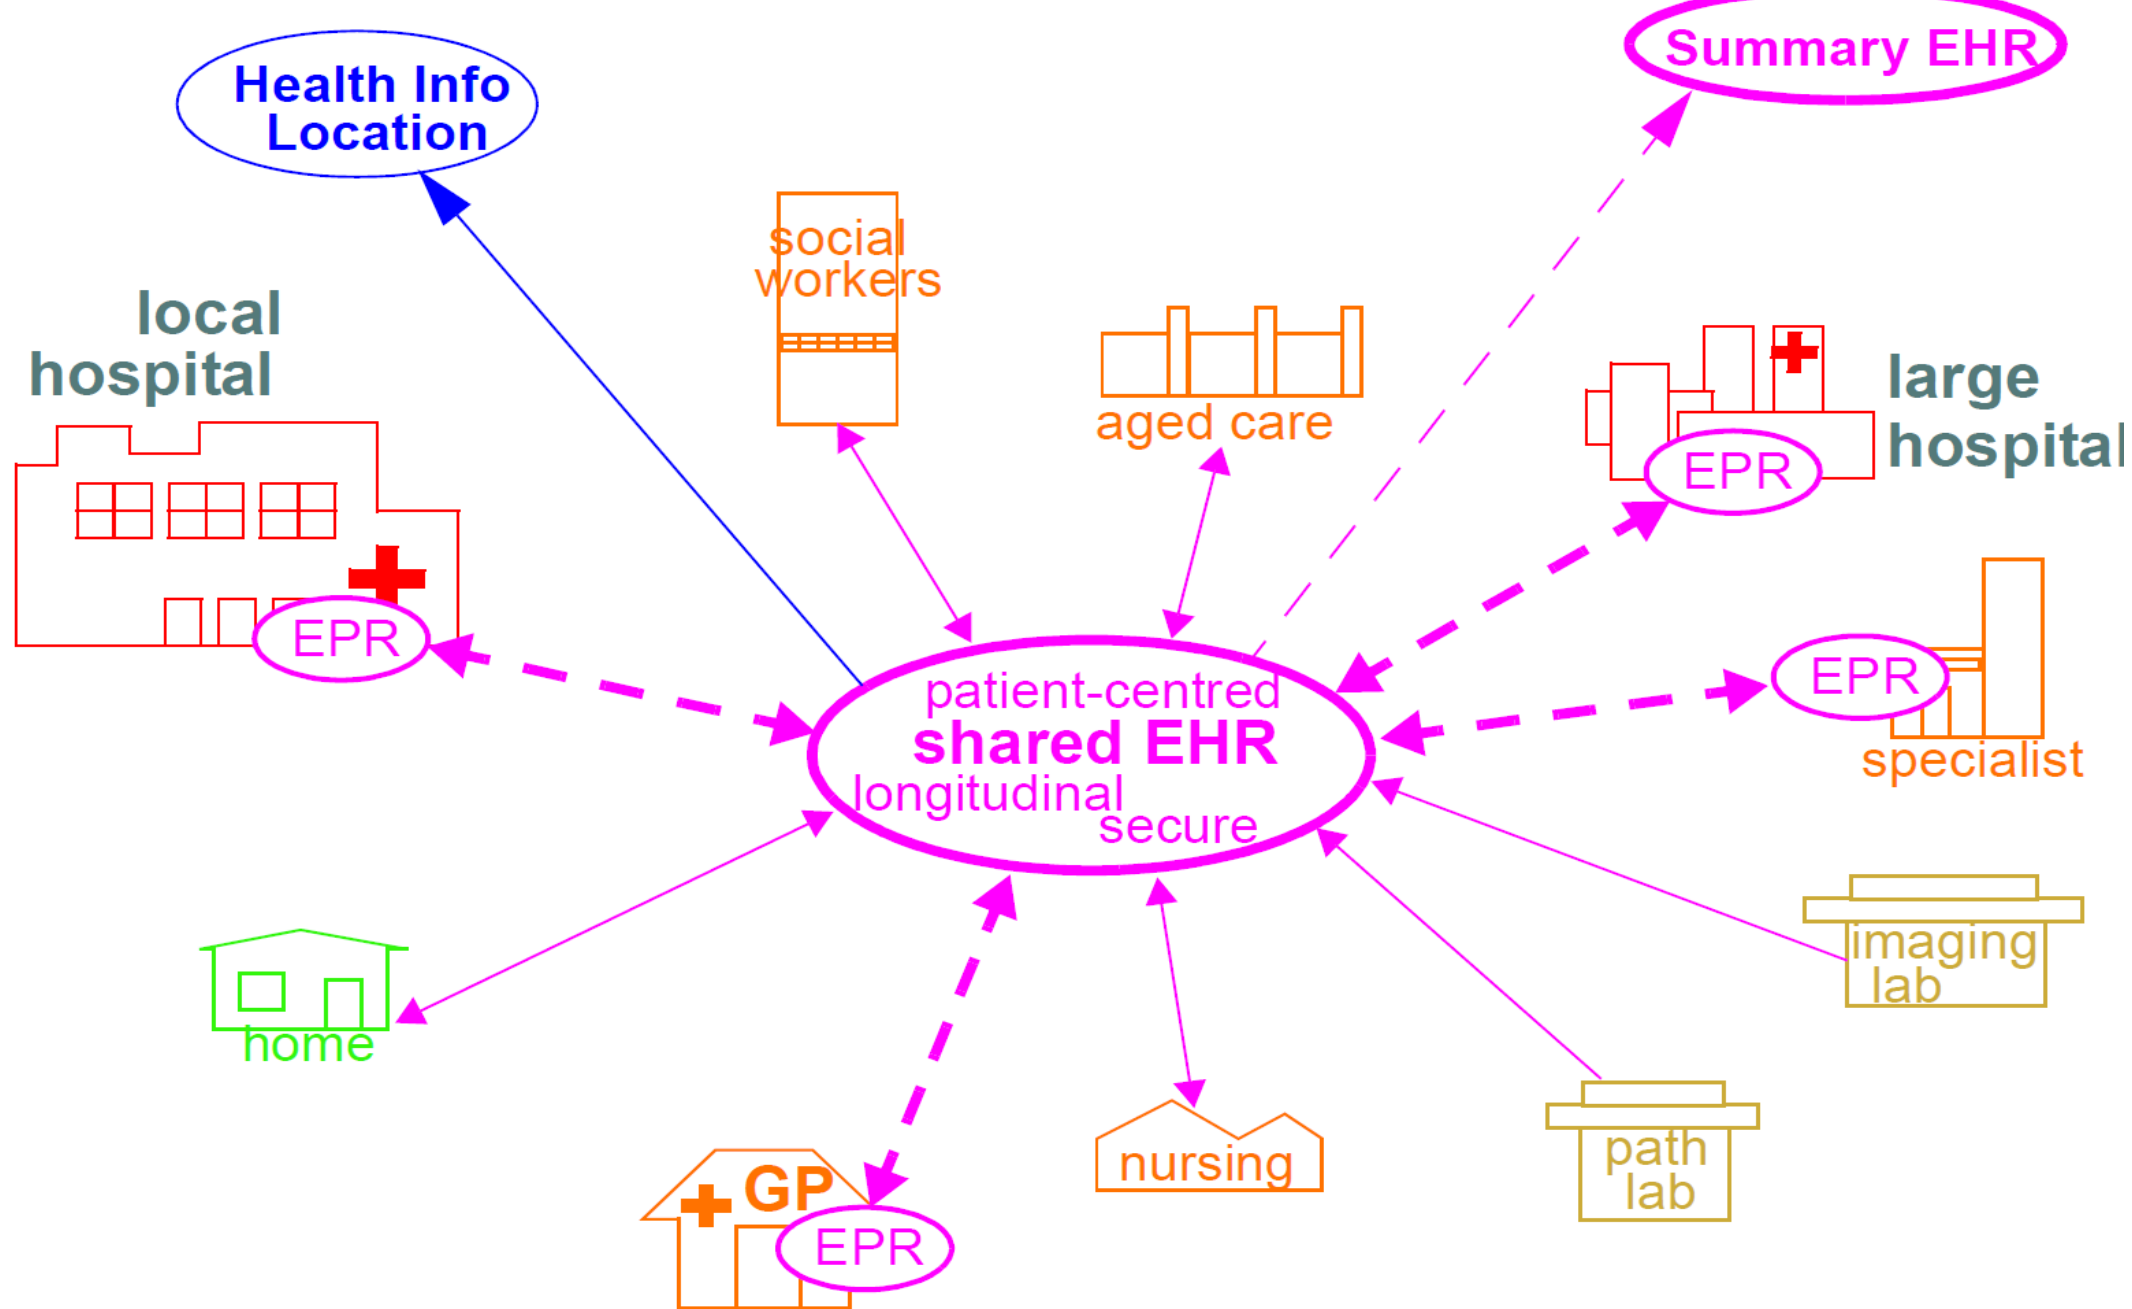 Health Info
Location
Summary EHR
social
workers
local
hospital
aged care
large
hospital
EPR
EPR
EPR
specialist
patient-centred
shared EHR
longitudinal
secure
imaging
lab
home
path
lab
nursing
GP
EPR